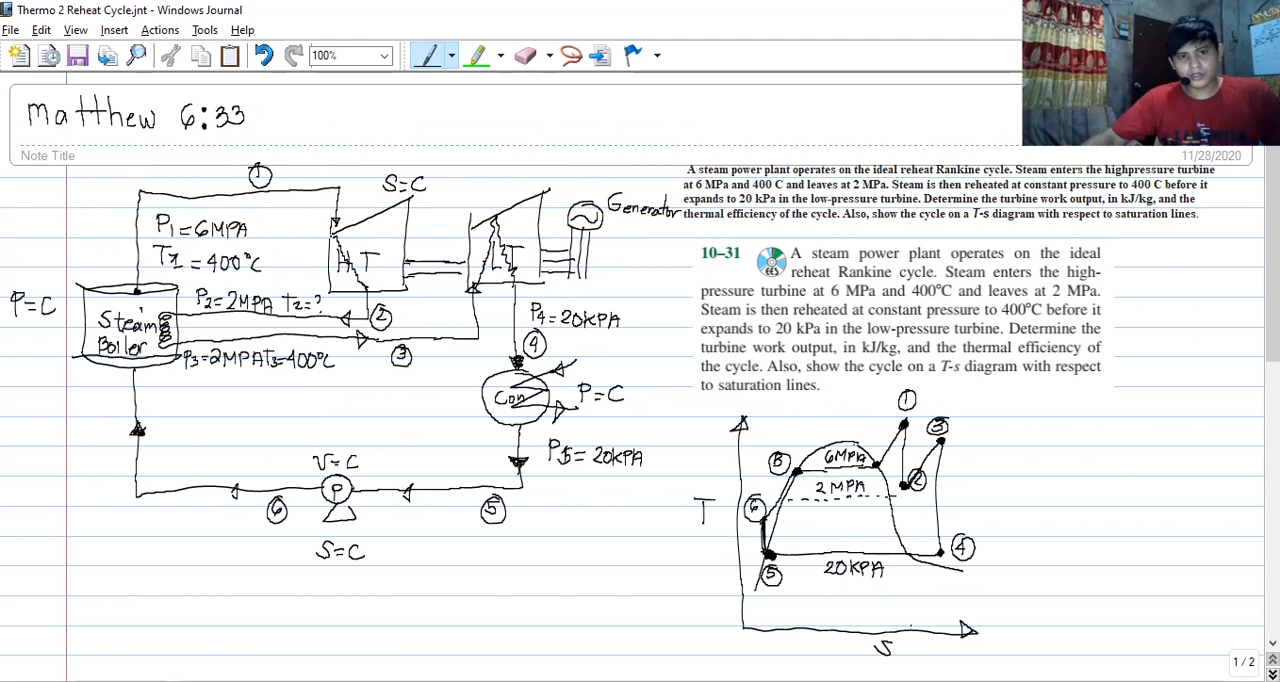 Thermo 2 Reheat Cycle.jnt - Windows Journal
File Edit View Insert Actions Tools Help
100%
Matthew 6:33
Note Title
11/28/2020
A steam power plant operates on the ideal reheat Rankine cycle. Steam enters the highpressure turbine
at 6 MPa and 400 C and leaves at 2 MPa. Steam is then reheated at constant pressure to 400 C before it
expands to 20 kPa in the low-pressure turbine. Determine the turbine work output, in kJ/kg, and the
thermal efficiency of the cycle. Also, show the cycle on a T-s diagram with respect to saturation lines.
10–31 A steam power plant operates on the ideal
EES reheat Rankine cycle. Steam enters the high-
pressure turbine at 6 MPa and 400°C and leaves at 2 MPa.
Steam is then reheated at constant pressure to 400°C before it
expands to 20 kPa in the low-pressure turbine. Determine the
turbine work output, in kJ/kg, and the thermal efficiency of
the cycle. Also, show the cycle on a T-s diagram with respect
to saturation lines.
1
S=C
P1=6MPA
T1=400°C
HT
LT
Generator
P=C
Steam
Boiler
P2=2MPA T2=?
2
P3=2MPA T3=400°C
3
P4=20KPA
4
Con
P=C
P5=20KPA
V=C
P
6
5
S=C
1
3
B
6MPA
2
2MPA
6
T
4
5
20KPA
S
1 / 2